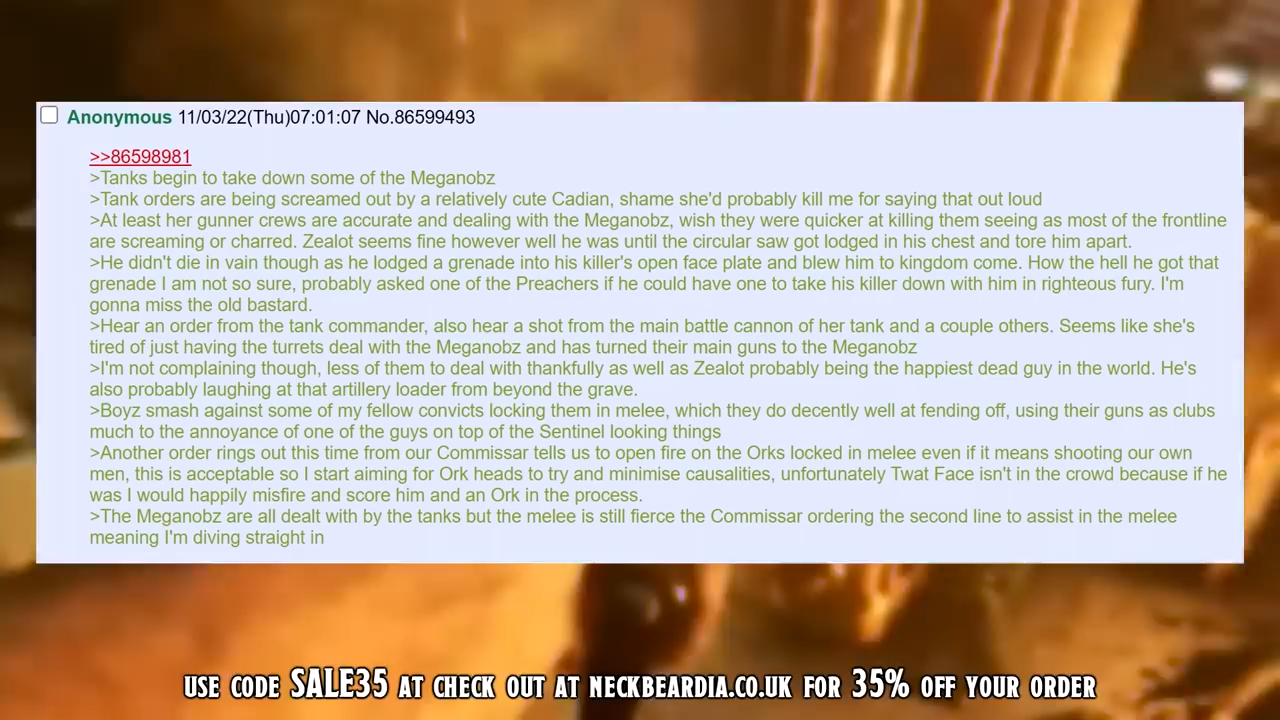 Anonymous 11/03/22(Thu)07:01:07 No.86599493
>>86598981
>Tanks begin to take down some of the Meganobz
>Tank orders are being screamed out by a relatively cute Cadian, shame she'd probably kill me for saying that out loud
>At least her gunner crews are accurate and dealing with the Meganobz, wish they were quicker at killing them seeing as most of the frontline
are screaming or charred. Zealot seems fine however well he was until the circular saw got lodged in his chest and tore him apart.
>He didn't die in vain though as he lodged a grenade into his killer's open face plate and blew him to kingdom come. How the hell he got that
grenade I am not so sure, probably asked one of the Preachers if he could have one to take his killer down with him in righteous fury. I'm
gonna miss the old bastard.
>Hear an order from the tank commander, also hear a shot from the main battle cannon of her tank and a couple others. Seems like she's
tired of just having the turrets deal with the Meganobz and has turned their main guns to the Meganobz
>I'm not complaining though, less of them to deal with thankfully as well as Zealot probably being the happiest dead guy in the world. He's
also probably laughing at that artillery loader from beyond the grave.
>Boyz smash against some of my fellow convicts locking them in melee, which they do decently well at fending off, using their guns as clubs
much to the annoyance of one of the guys on top of the Sentinel looking things
>Another order rings out this time from our Commissar tells us to open fire on the Orks locked in melee even if it means shooting our own
men, this is acceptable so I start aiming for Ork heads to try and minimise causalities, unfortunately Twat Face isn't in the crowd because if he
was I would happily misfire and score him and an Ork in the process.
>The Meganobz are all dealt with by the tanks but the melee is still fierce the Commissar ordering the second line to assist in the melee
meaning I'm diving straight in
USE CODE SALE35 AT CHECK OUT AT NECKBEARDIA.CO.UK FOR 35% OFF YOUR ORDER